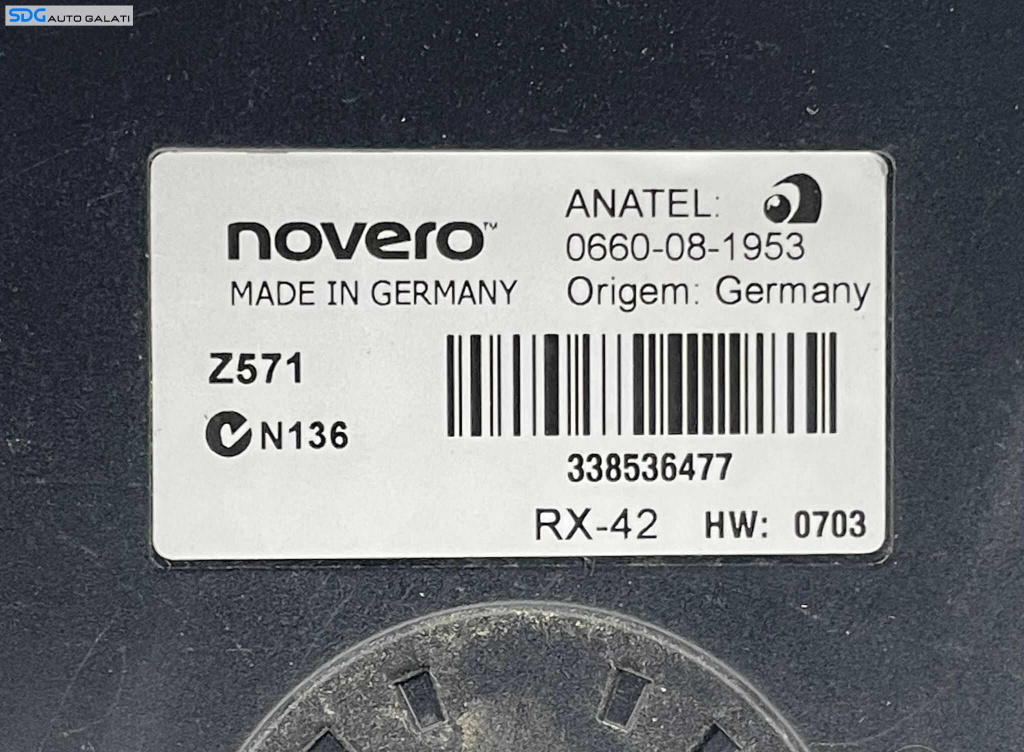 SDG AUTO GALATI
novero™
MADE IN GERMANY
ANATEL:
0660-08-1953
Origem: Germany
Z571
N136
338536477
RX-42 HW: 0703